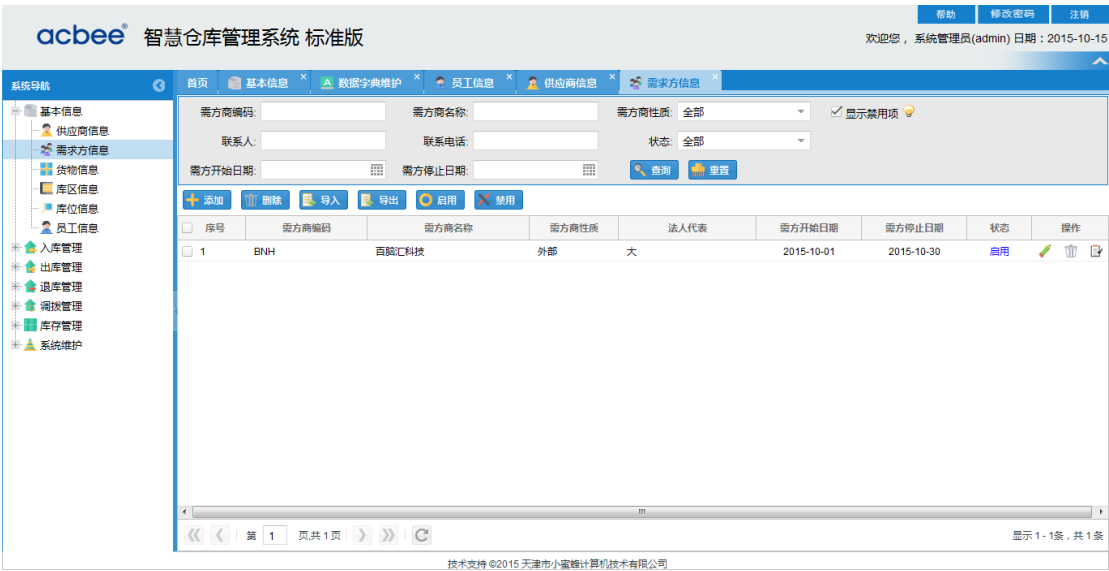 帮助 修改密码 注销
acbee 智慧仓库管理系统 标准版
欢迎您，系统管理员(admin) 日期：2015-10-15
系统导航
首页 基本信息 数据字典维护 员工信息 供应商信息 需求方信息
基本信息
供应商信息
需求方信息
货物信息
库区信息
库位信息
员工信息
入库管理
出库管理
退库管理
调拨管理
库存管理
系统维护
需方商编码: 需方商名称: 需方商性质: 全部 显示禁用项
联系人: 联系电话: 状态: 全部
需方开始日期: 需方停止日期: 查询 重置
添加 删除 导入 导出 启用 禁用
序号 需方商编码 需方商名称 需方商性质 法人代表 需方开始日期 需方停止日期 状态 操作
1 BNH 百脑汇科技 外部 大 2015-10-01 2015-10-30 启用
第 1 页,共 1 页
显示 1 - 1条，共 1 条
技术支持 ©2015 天津市小蜜蜂计算机技术有限公司